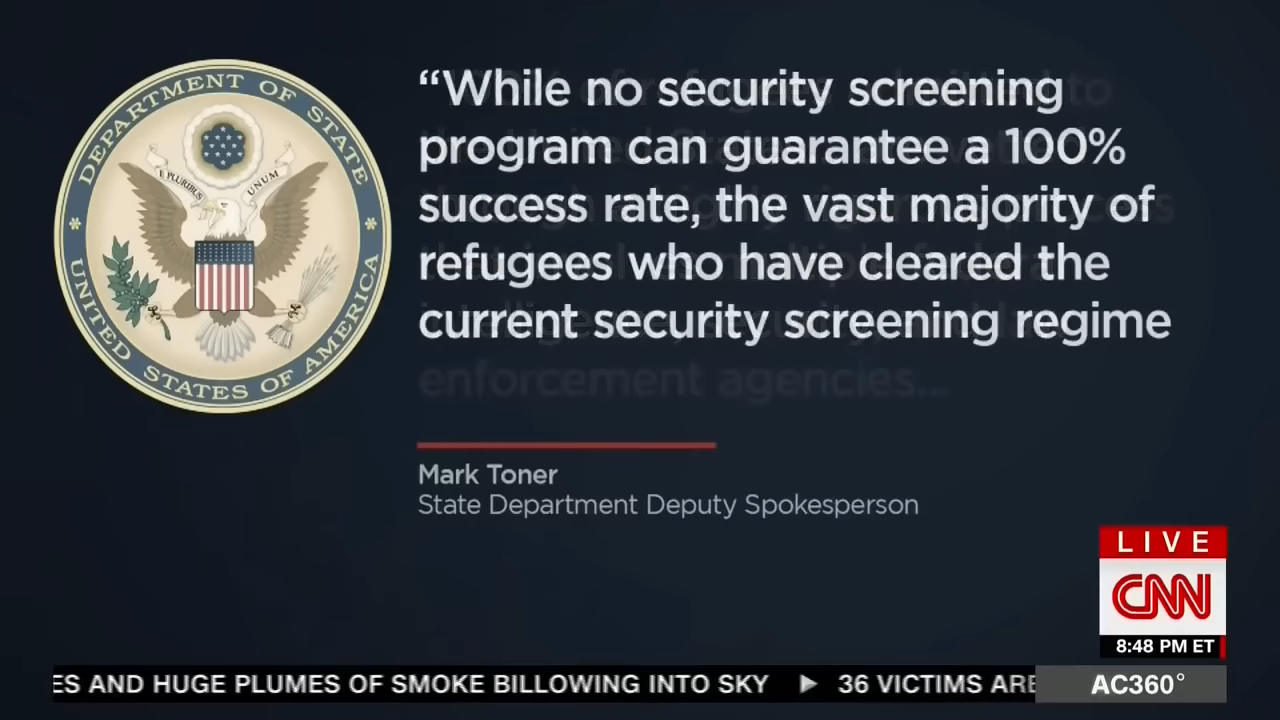 DEPARTMENT OF STATE
E PLURIBUS UNUM
UNITED STATES OF AMERICA
“While no security screening
program can guarantee a 100%
success rate, the vast majority of
refugees who have cleared the
current security screening regime
enforcement agencies...
Mark Toner
State Department Deputy Spokesperson
LIVE
CNN
8:48 PM ET
ES AND HUGE PLUMES OF SMOKE BILLOWING INTO SKY ▶ 36 VICTIMS ARE
AC360°